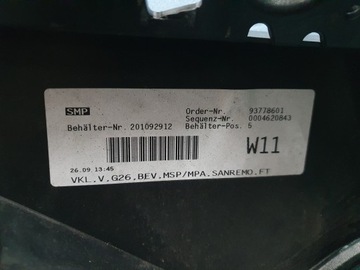 SMP
Order-Nr. 93778601
Sequenz-Nr. 0004620843
Behälter-Nr. 201092912 Behälter-Pos. 5
W11
26.09 13:45
VKL.V.G26.BEV.MSP/MPA.SANREMO.FT